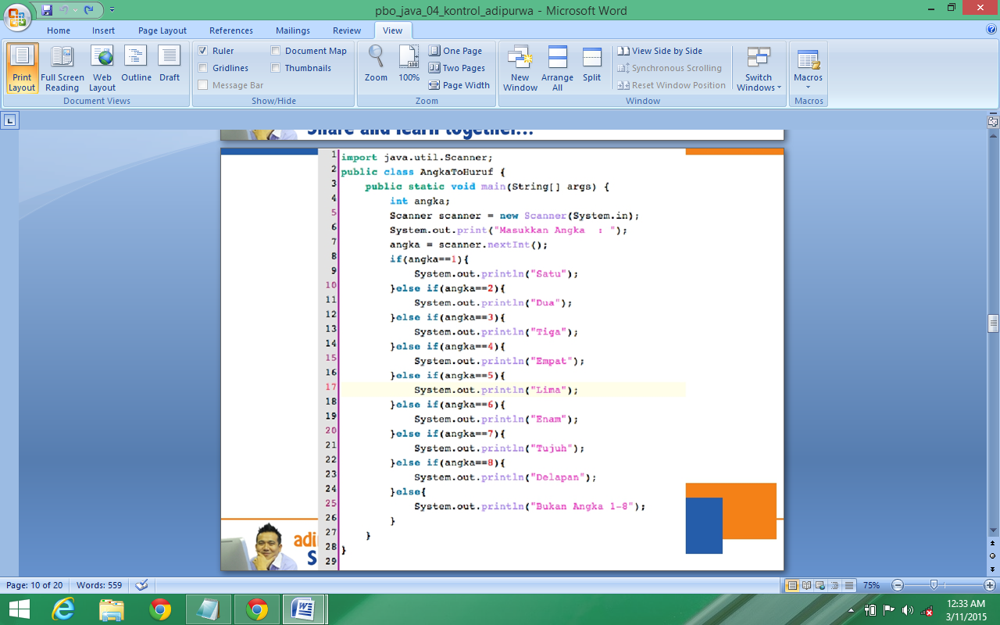 pbo_java_04_kontrol_adipurwa - Microsoft Word
Home Insert Page Layout References Mailings Review View
Print Layout
Full Screen Reading
Web Layout
Outline
Draft
Document Views
Ruler
Gridlines
Message Bar
Document Map
Thumbnails
Show/Hide
Zoom
100%
One Page
Two Pages
Page Width
Zoom
New Window
Arrange All
Split
View Side by Side
Synchronous Scrolling
Reset Window Position
Switch Windows
Window
Macros
Macros
L
Share and learn together...
1 import java.util.Scanner;
2 public class AngkaToHuruf {
3 public static void main(String[] args) {
4 int angka;
5 Scanner scanner = new Scanner(System.in);
6 System.out.print("Masukkan Angka : ");
7 angka = scanner.nextInt();
8 if(angka==1){
9 System.out.println("Satu");
10 }else if(angka==2){
11 System.out.println("Dua");
12 }else if(angka==3){
13 System.out.println("Tiga");
14 }else if(angka==4){
15 System.out.println("Empat");
16 }else if(angka==5){
17 System.out.println("Lima");
18 }else if(angka==6){
19 System.out.println("Enam");
20 }else if(angka==7){
21 System.out.println("Tujuh");
22 }else if(angka==8){
23 System.out.println("Delapan");
24 }else{
25 System.out.println("Bukan Angka 1-8");
26 }
27 }
28 }
29
adi
S
Page: 10 of 20 Words: 559 75%
12:33 AM
3/11/2015